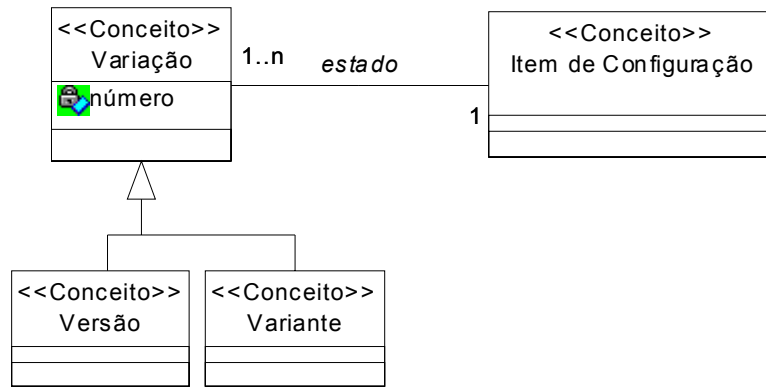 <<Conceito>>
Variação
número
1..n
estado
1
<<Conceito>>
Item de Configuração
<<Conceito>>
Versão
<<Conceito>>
Variante